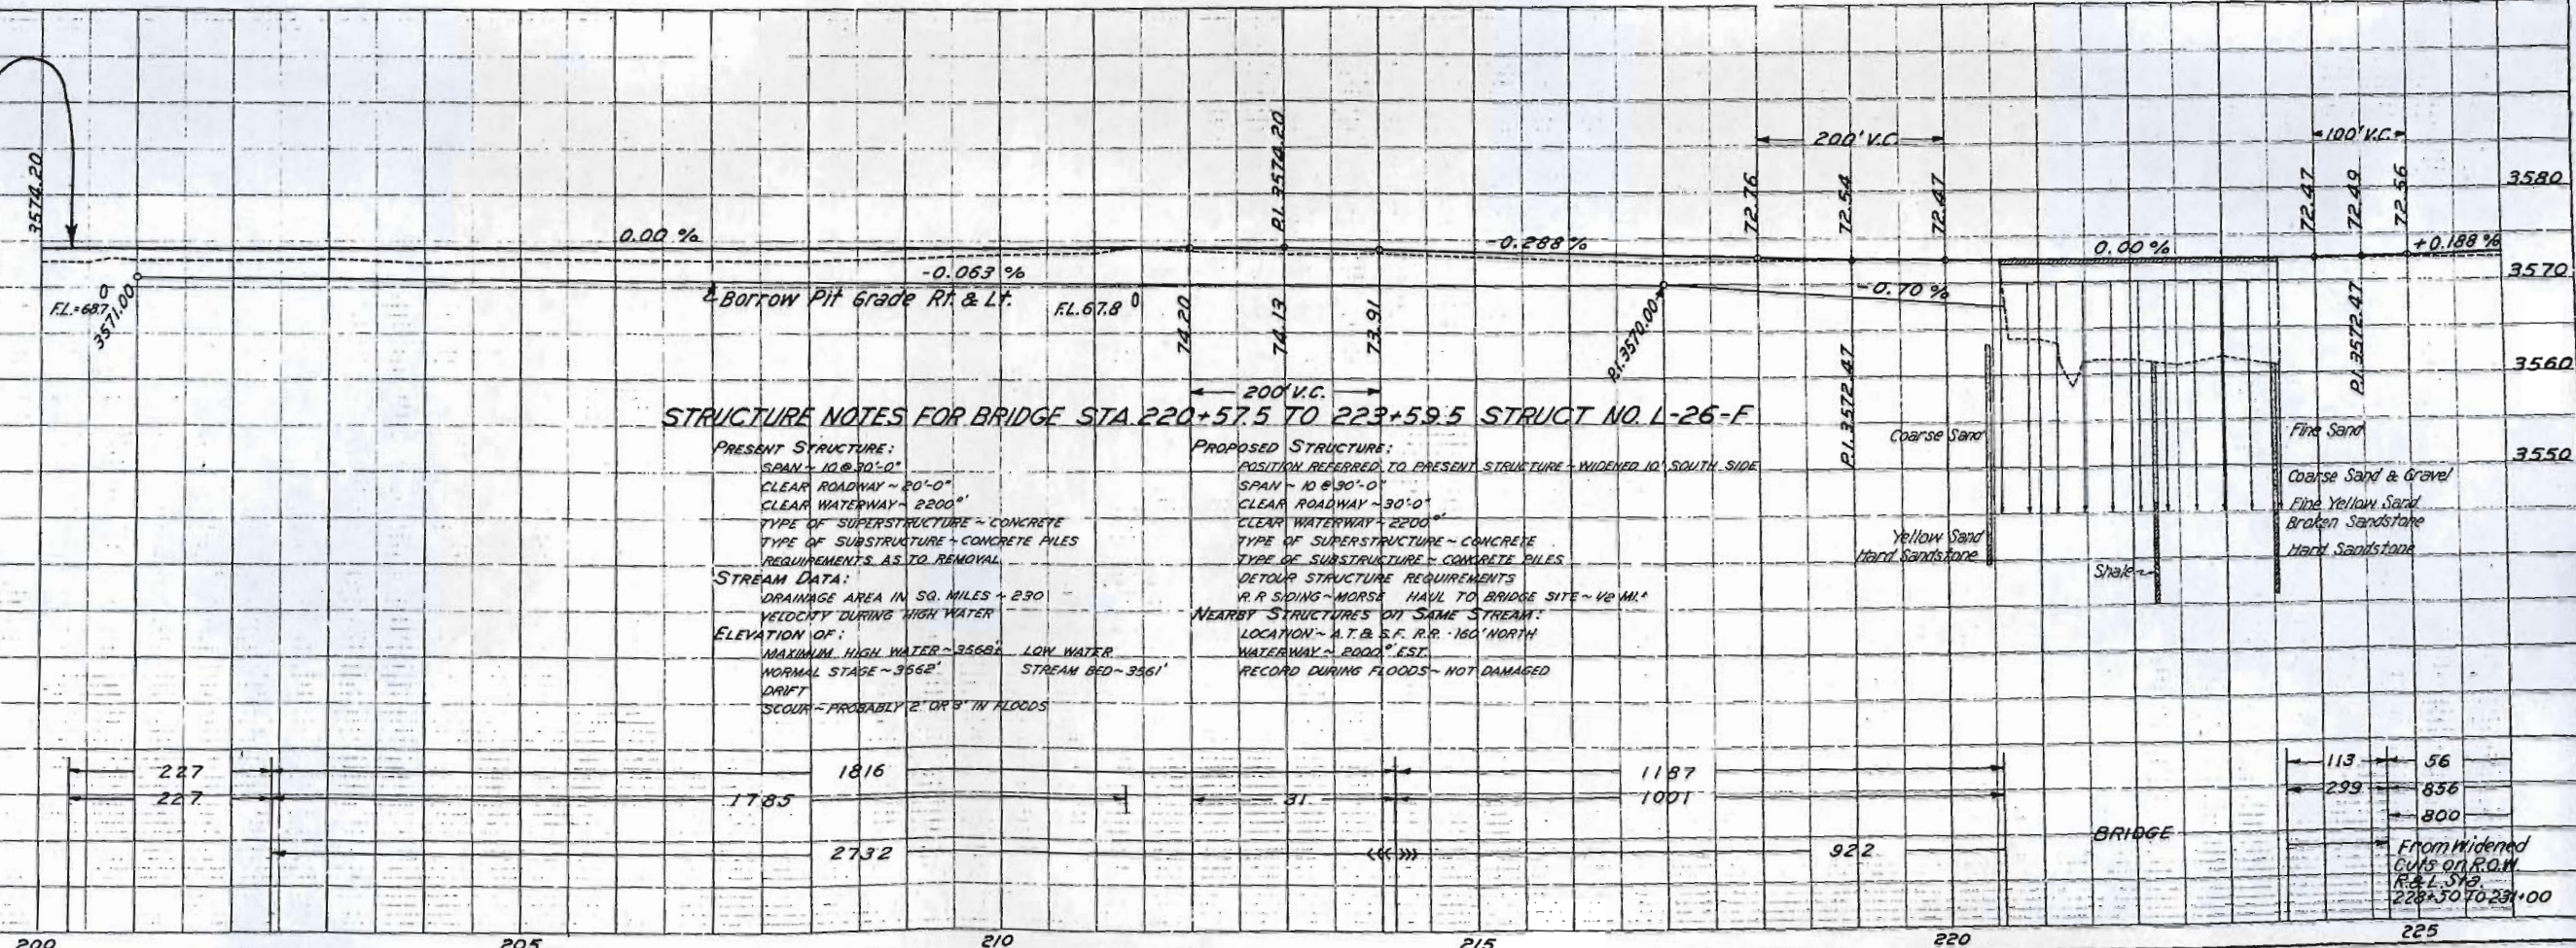 3574.20
0.00 %
F.L.=68.7
3571.00
-0.063 %
Borrow Pit Grade Rt. & Lt.
F.L. 67.8
P.I. 3574.20
74.20
74.13
73.91
200' V.C.
-0.288 %
P.I. 3570.00
200' V.C.
72.76
72.54
72.47
-0.70 %
P.I. 3572.47
0.00 %
100' V.C.
72.47
72.49
72.56
+0.188 %
P.I. 3572.47
3580
3570
3560
3550
STRUCTURE NOTES FOR BRIDGE STA. 220+57.5 TO 223+59.5 STRUCT NO. L-26-F
PRESENT STRUCTURE:
SPAN ~ 10 @ 30'-0"
CLEAR ROADWAY ~ 20'-0"
CLEAR WATERWAY ~ 2200□'
TYPE OF SUPERSTRUCTURE ~ CONCRETE
TYPE OF SUBSTRUCTURE ~ CONCRETE PILES
REQUIREMENTS AS TO REMOVAL
STREAM DATA:
DRAINAGE AREA IN SQ. MILES ~ 230
VELOCITY DURING HIGH WATER
ELEVATION OF:
MAXIMUM HIGH WATER ~ 3568' LOW WATER
NORMAL STAGE ~ 3562' STREAM BED ~ 3561'
DRIFT
SCOUR ~ PROBABLY 2' OR 3' IN FLOODS
PROPOSED STRUCTURE:
POSITION REFERRED TO PRESENT STRUCTURE ~ WIDENED 10' SOUTH SIDE
SPAN ~ 10 @ 30'-0"
CLEAR ROADWAY ~ 30'-0"
CLEAR WATERWAY ~ 2200□'
TYPE OF SUPERSTRUCTURE ~ CONCRETE
TYPE OF SUBSTRUCTURE ~ CONCRETE PILES
DETOUR STRUCTURE REQUIREMENTS
R.R SIDING ~ MORSE HAUL TO BRIDGE SITE ~ 1/2 MI.±
NEARBY STRUCTURES ON SAME STREAM:
LOCATION ~ A.T. & S.F. R.R. - 160' NORTH
WATERWAY ~ 2000□' EST.
RECORD DURING FLOODS ~ NOT DAMAGED
Coarse Sand
Yellow Sand
Hard Sandstone
Shale
Fine Sand
Coarse Sand & Gravel
Fine Yellow Sand
Broken Sandstone
Hard Sandstone
227 1816 1187 113 56
227 1785 31 1001 299 856
800
2732 922 BRIDGE
From Widened
Cuts on R.O.W.
R.& L. Sta.
228+50 TO 231+00
200 205 210 215 220 225